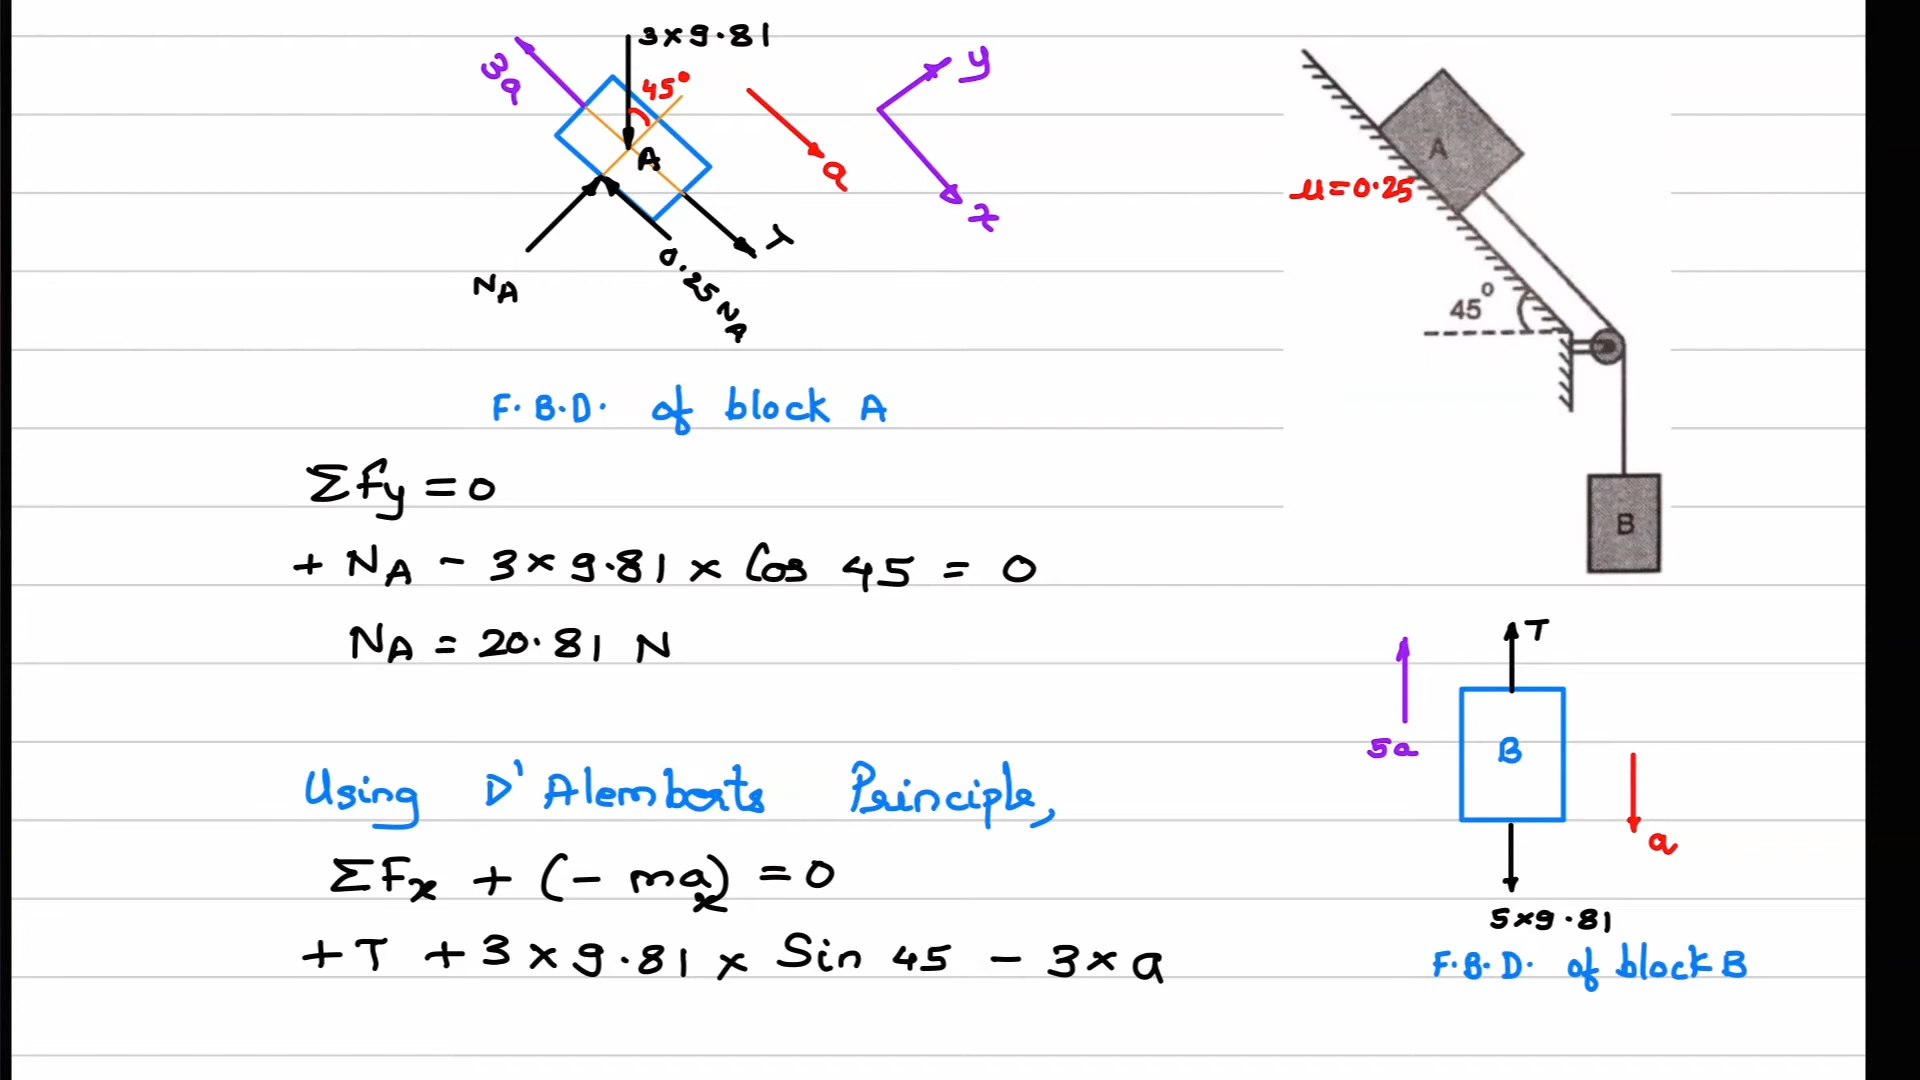 3×9.81
3a
45°
A
a
y
x
T
NA
0.25 NA
F.B.D. of block A
ΣFy = 0
+ NA - 3×9.81 × Cos 45 = 0
NA = 20.81 N
Using D'Alemberts Principle,
ΣFx + (- max) = 0
+T + 3×9.81 × Sin 45 - 3×a
A
μ=0.25
45°
B
T
5a
B
a
5×9.81
F.B.D. of block B